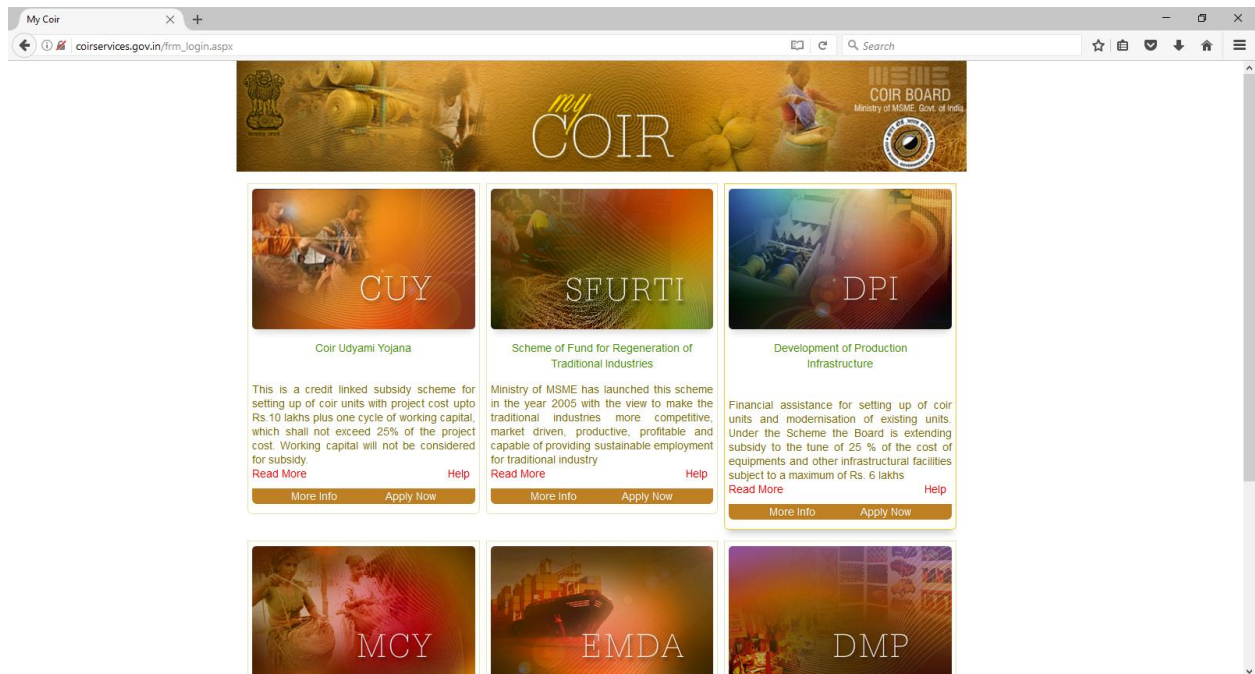 My Coir
coirservices.gov.in/frm_login.aspx
Search
my
COIR
COIR BOARD
Ministry of MSME, Govt. of India
CUY
SFURTI
DPI
Coir Udyami Yojana
This is a credit linked subsidy scheme for
setting up of coir units with project cost upto
Rs.10 lakhs plus one cycle of working capital,
which shall not exceed 25% of the project
cost. Working capital will not be considered
for subsidy.
Read More Help
More Info Apply Now
Scheme of Fund for Regeneration of
Traditional Industries
Ministry of MSME has launched this scheme
in the year 2005 with the view to make the
traditional industries more competitive,
market driven, productive, profitable and
capable of providing sustainable employment
for traditional industry
Read More Help
More Info Apply Now
Development of Production
Infrastructure
Financial assistance for setting up of coir
units and modernisation of existing units.
Under the Scheme the Board is extending
subsidy to the tune of 25 % of the cost of
equipments and other infrastructural facilities
subject to a maximum of Rs. 6 lakhs
Read More Help
More Info Apply Now
MCY
EMDA
DMP